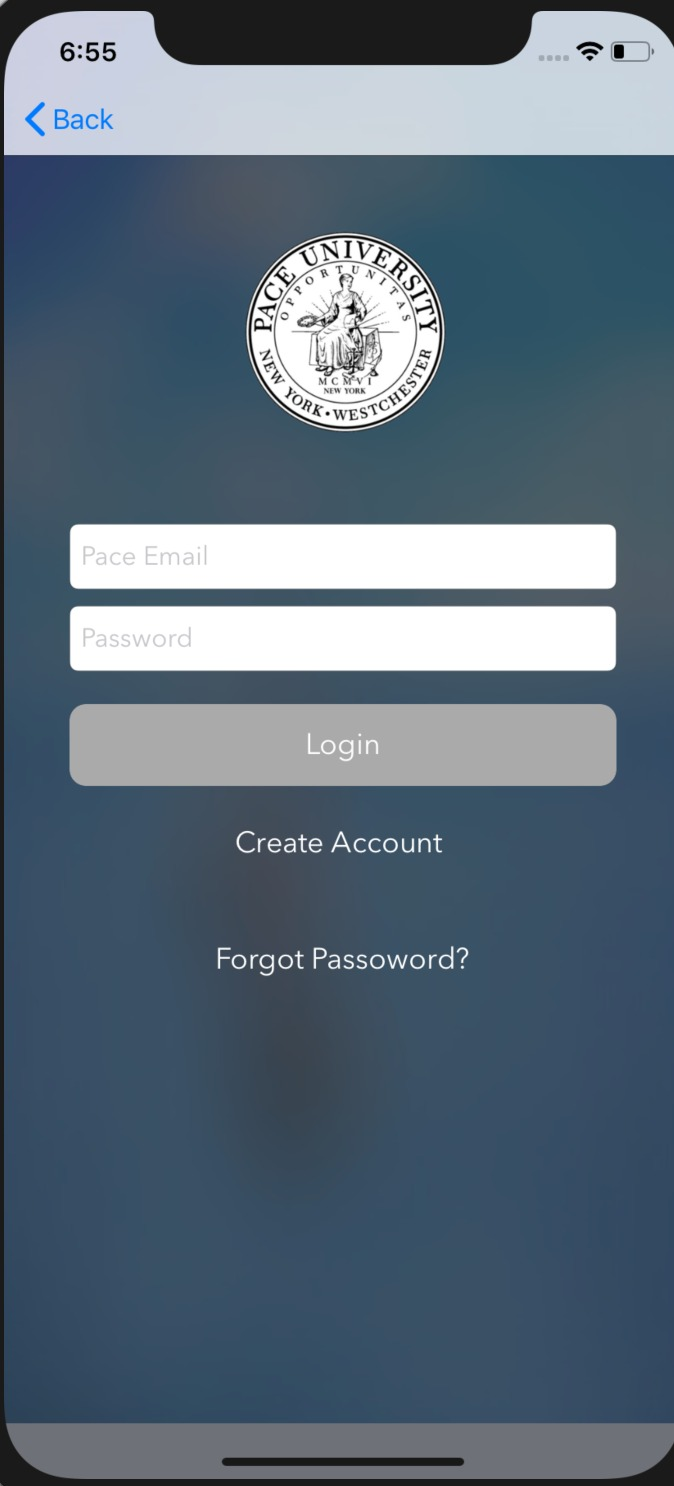 6:55
Back
PACE UNIVERSITY
OPPORTUNITAS
MCMVI
NEW YORK
NEW YORK • WESTCHESTER
Pace Email
Password
Login
Create Account
Forgot Passoword?